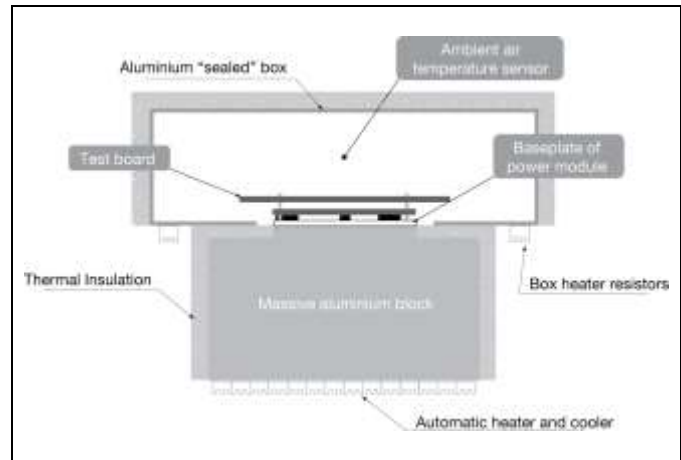 Ambient air
temperature sensor
Aluminium "sealed" box
Test board
Baseplate of
power module
Thermal Insulation
Box heater resistors
Massive aluminium block
Automatic heater and cooler